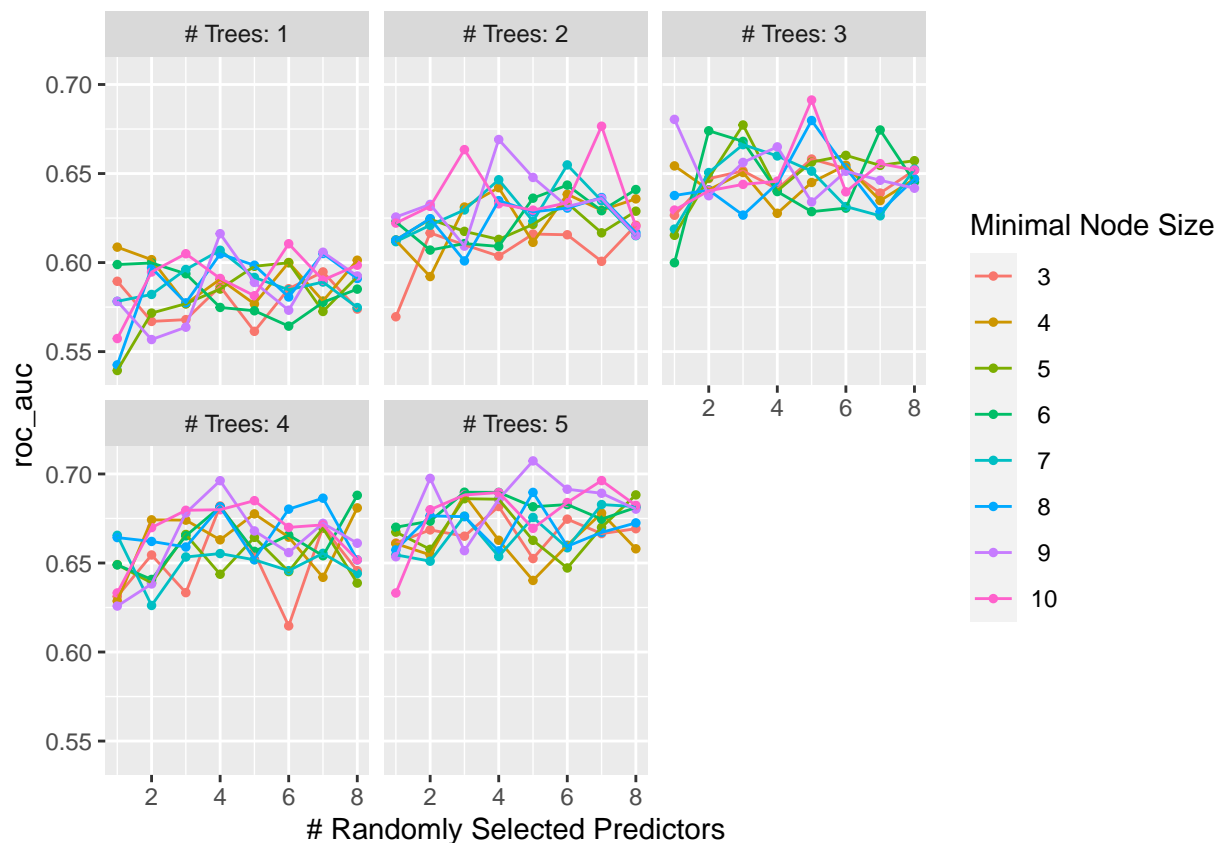 # Trees: 1 # Trees: 2 # Trees: 3
0.70
0.65
0.60
0.55
2 4 6 8
# Trees: 4 # Trees: 5
0.70
0.65
0.60
0.55
2 4 6 8 2 4 6 8
roc_auc
# Randomly Selected Predictors
Minimal Node Size
3
4
5
6
7
8
9
10